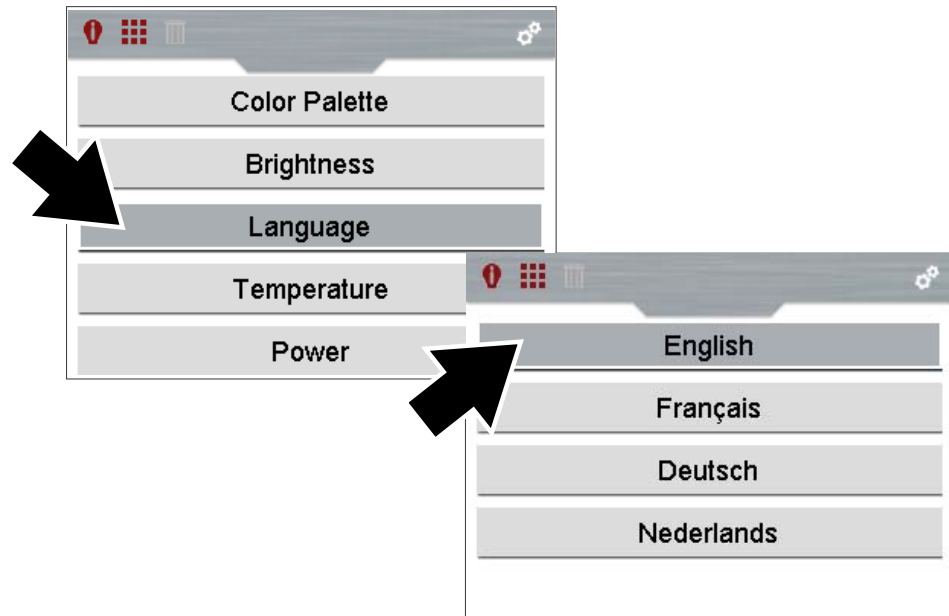 Color Palette
Brightness
Language
Temperature
Power
English
Français
Deutsch
Nederlands